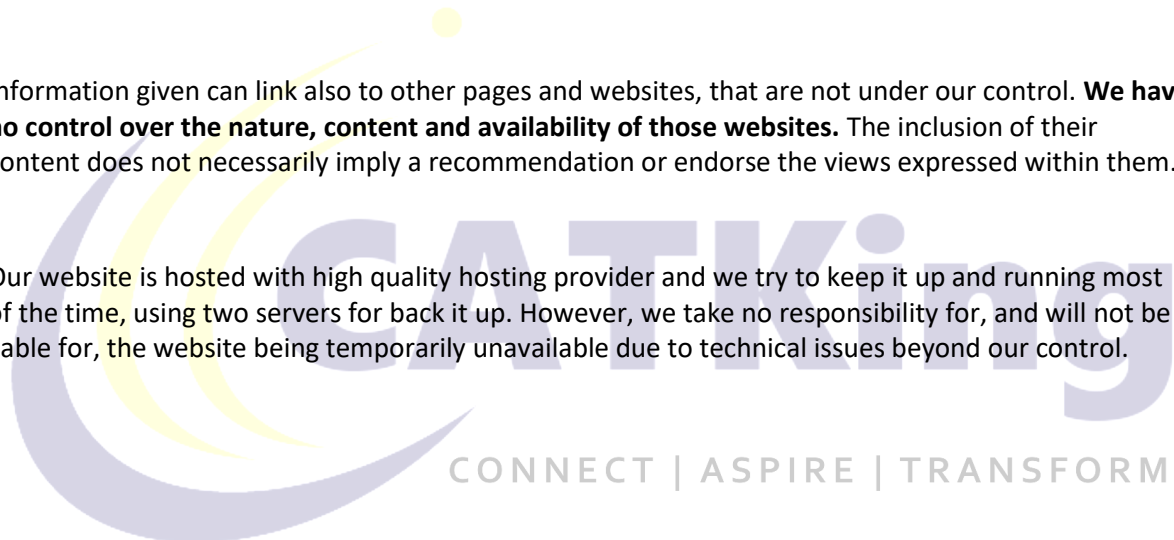 nformation given can link also to other pages and websites, that are not under our control. We hav
no control over the nature, content and availability of those websites. The inclusion of their
ontent does not necessarily imply a recommendation or endorse the views expressed within them.
CATKing
Our website is hosted with high quality hosting provider and we try to keep it up and running most
of the time, using two servers for back it up. However, we take no responsibility for, and will not be
iable for, the website being temporarily unavailable due to technical issues beyond our control.
CONNECT | ASPIRE | TRANSFORM